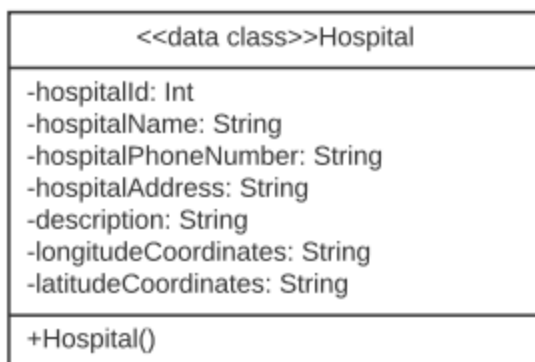 <<data class>>Hospital
-hospitalId: Int
-hospitalName: String
-hospitalPhoneNumber: String
-hospitalAddress: String
-description: String
-longitudeCoordinates: String
-latitudeCoordinates: String
+Hospital()